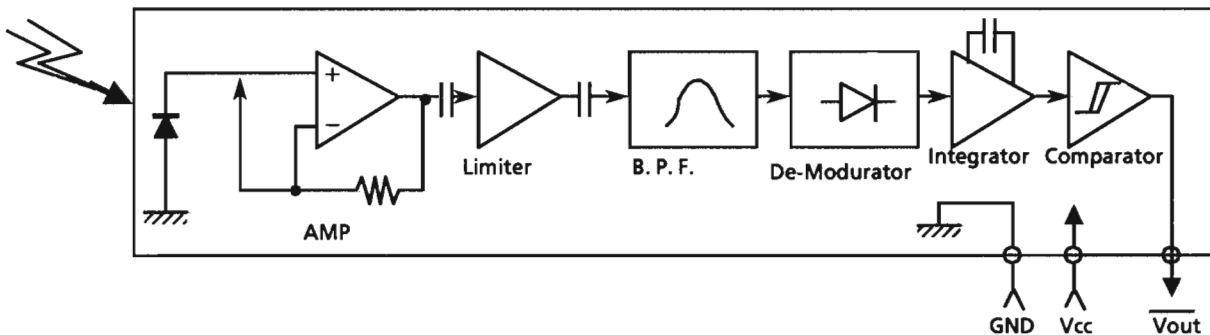 +
−
AMP
Limiter
B. P. F.
De-Modurator
Integrator
Comparator
GND
Vcc
Vout